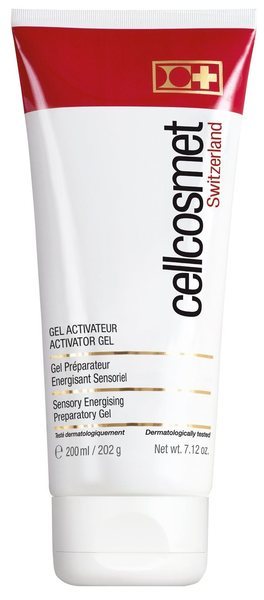 cellcosmet
Switzerland
GEL ACTIVATEUR
ACTIVATOR GEL
Gel Préparateur
Energisant Sensoriel
Sensory Energising
Preparatory Gel
Testé dermatologiquement Dermatologically tested
℮ 200 ml / 202 g Net wt. 7.12 oz.